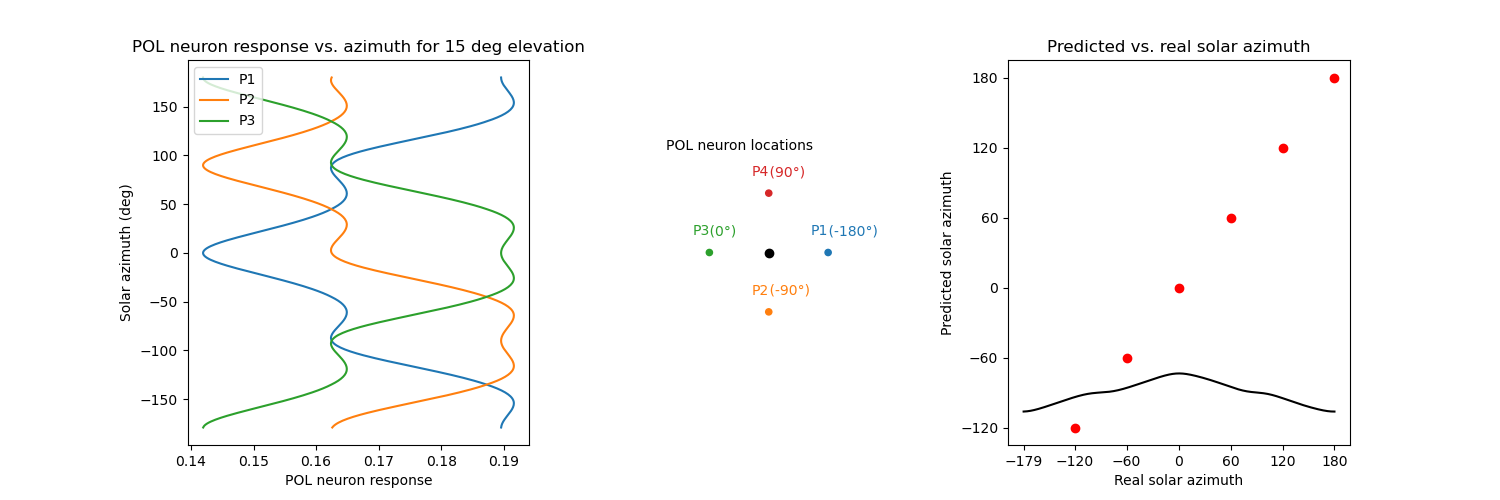 POL neuron response vs. azimuth for 15 deg elevation
P1
P2
P3
150
100
50
0
−50
−100
−150
Solar azimuth (deg)
0.14 0.15 0.16 0.17 0.18 0.19
POL neuron response
POL neuron locations
P4(90°)
P3(0°)
P1(-180°)
P2(-90°)
Predicted vs. real solar azimuth
180
120
60
0
−60
−120
Predicted solar azimuth
−179 −120 −60 0 60 120 180
Real solar azimuth